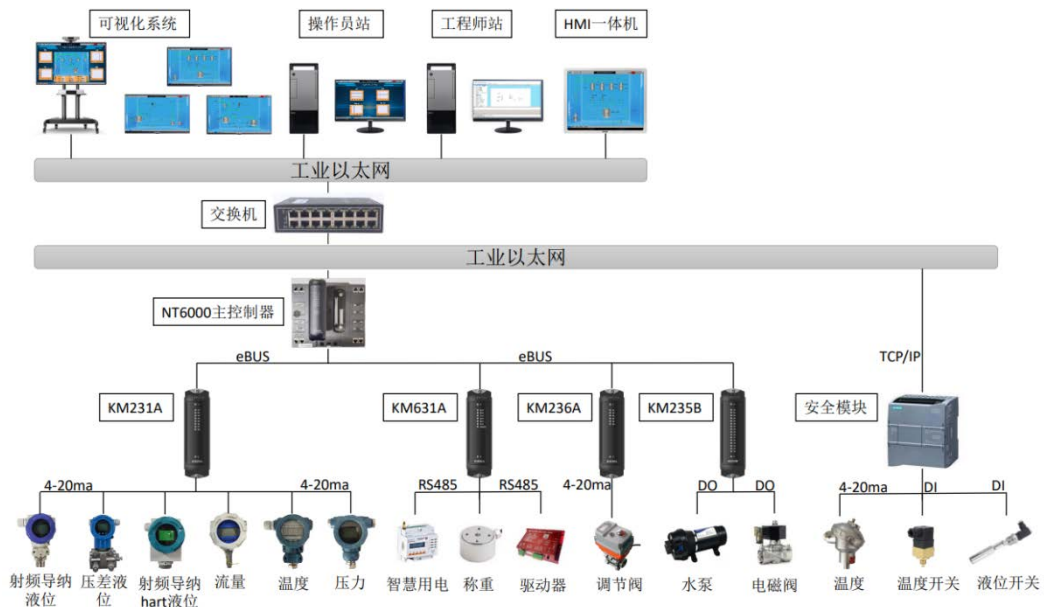 可视化系统
操作员站
工程师站
HMI一体机
工业以太网
交换机
工业以太网
NT6000主控制器
eBUS
eBUS
TCP/IP
KM231A
KM631A
KM236A
KM235B
安全模块
4-20ma
4-20ma
RS485
RS485
4-20ma
DO
DO
4-20ma
DI
DI
射频导纳
液位
压差液
位
射频导纳
hart液位
流量
温度
压力
智慧用电
称重
驱动器
调节阀
水泵
电磁阀
温度
温度开关
液位开关